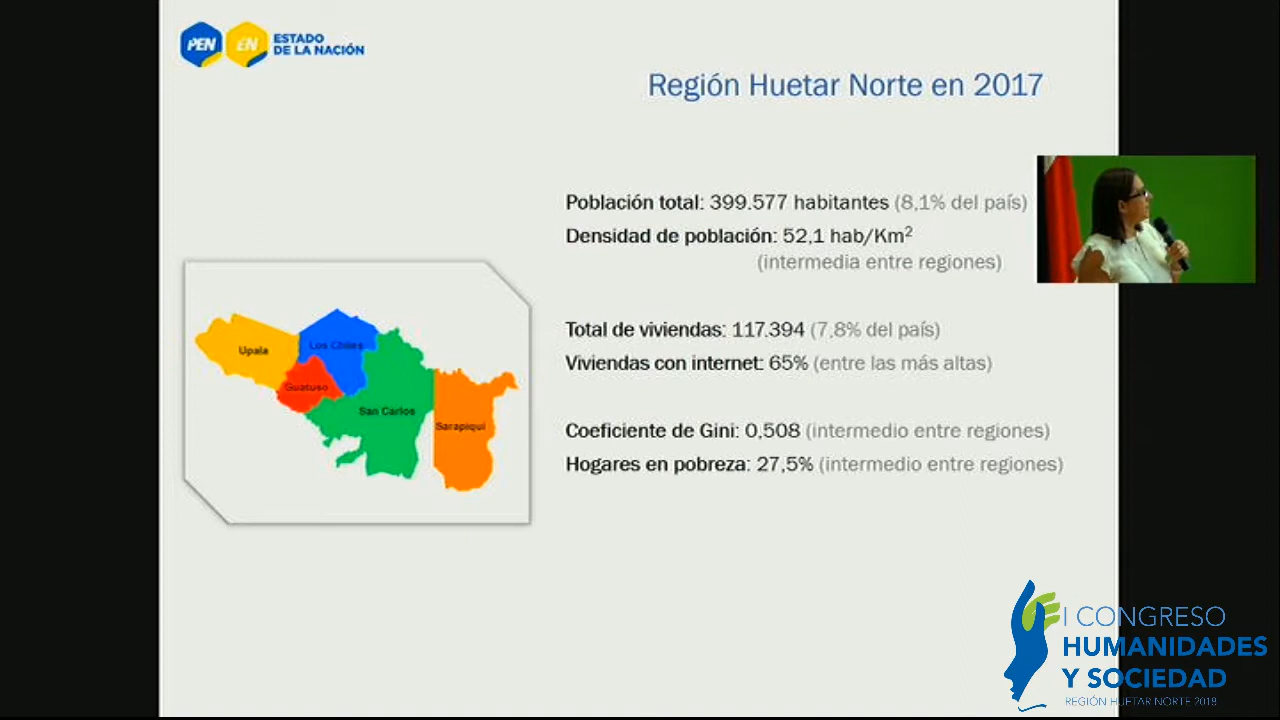 PEN EN ESTADO
DE LA NACIÓN
Región Huetar Norte en 2017
Población total: 399.577 habitantes (8,1% del país)
Densidad de población: 52,1 hab/Km²
(intermedia entre regiones)
Total de viviendas: 117.394 (7,8% del país)
Viviendas con internet: 65% (entre las más altas)
Coeficiente de Gini: 0,508 (intermedio entre regiones)
Hogares en pobreza: 27,5% (intermedio entre regiones)
Upala
Los Chiles
Guatuso
San Carlos
Sarapiquí
I CONGRESO
HUMANIDADES
Y SOCIEDAD
REGIÓN HUETAR NORTE 2018